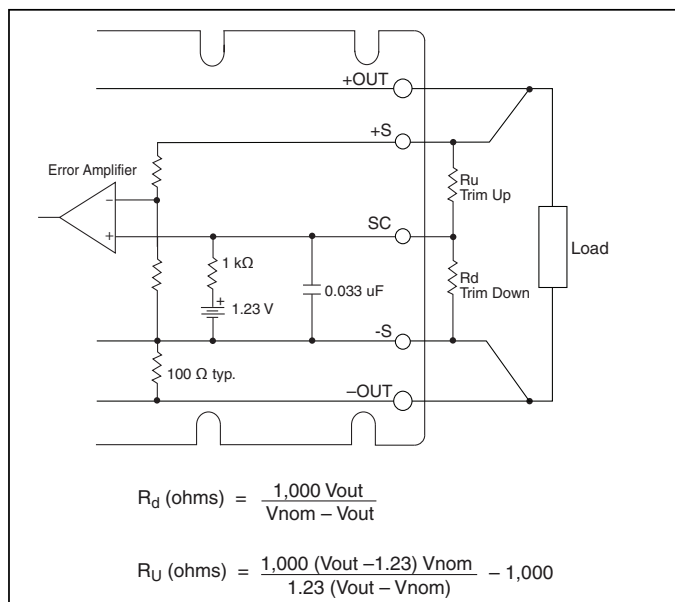 +OUT
+S
Error Amplifier
−
Ru
Trim Up
+
SC
Load
1 kΩ
+
1.23 V
0.033 uF
Rd
Trim Down
-S
100 Ω typ.
−OUT
Rd (ohms) = 1,000 Vout / Vnom – Vout
RU (ohms) = 1,000 (Vout –1.23) Vnom / 1.23 (Vout – Vnom) – 1,000